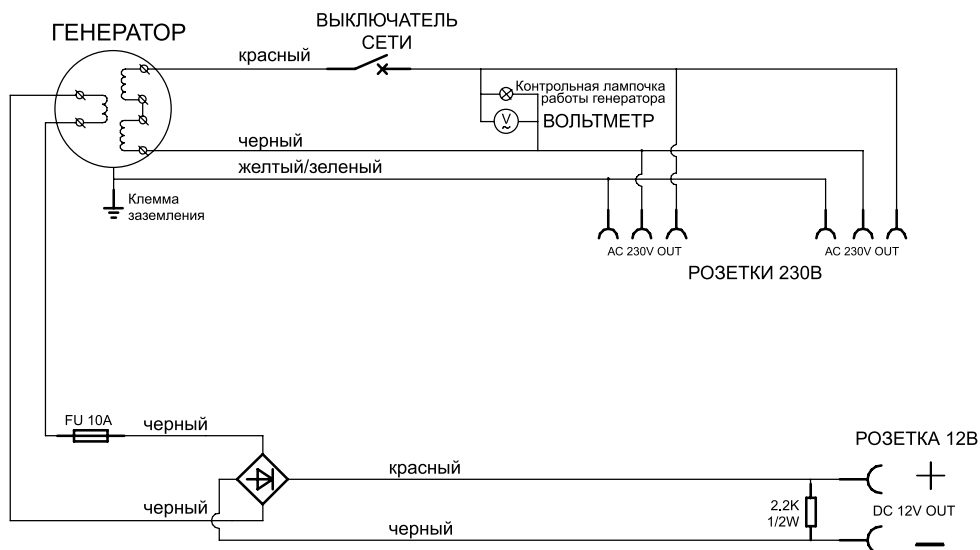 ГЕНЕРАТОР
ВЫКЛЮЧАТЕЛЬ
СЕТИ
красный
Контрольная лампочка
работы генератора
V
~
ВОЛЬТМЕТР
черный
желтый/зеленый
Клемма
заземления
AC 230V OUT
AC 230V OUT
РОЗЕТКИ 230В
FU 10A
черный
РОЗЕТКА 12В
красный
+
черный
2.2K
1/2W
DC 12V OUT
черный
—